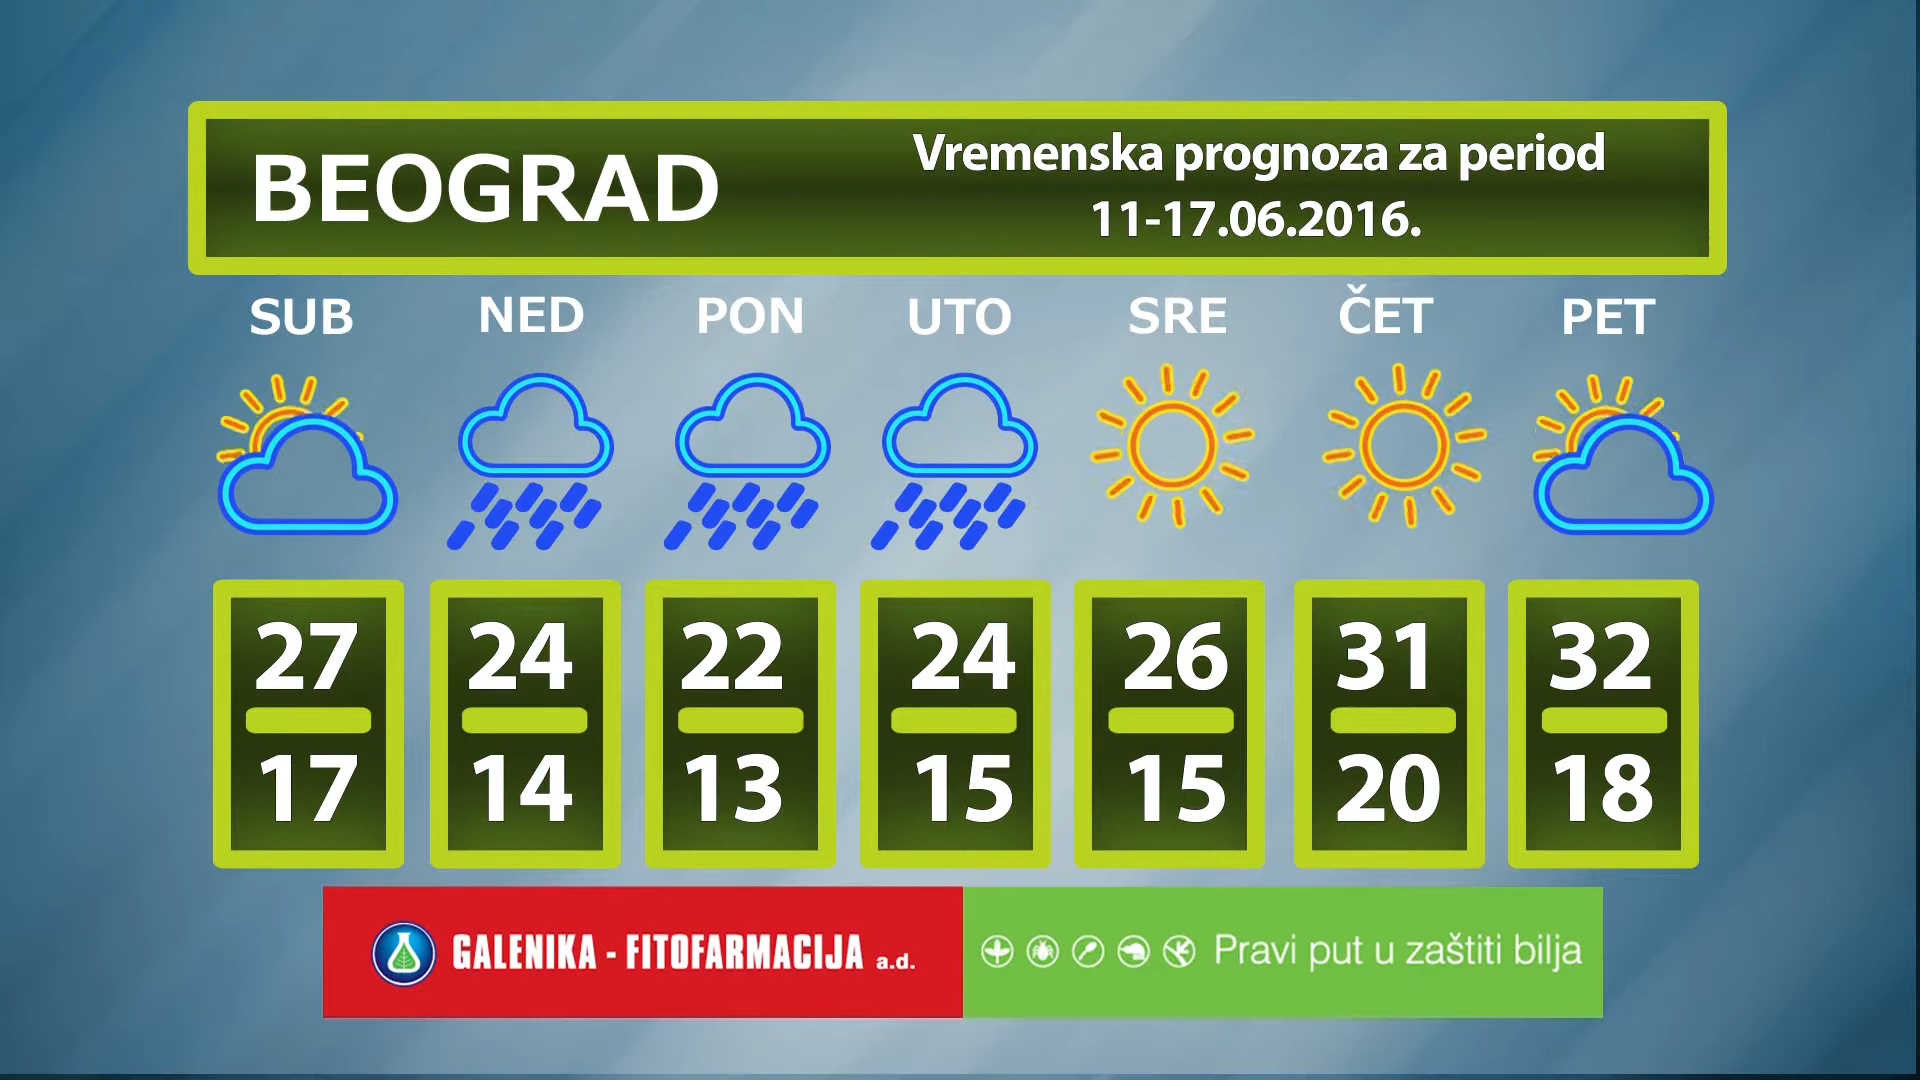 BEOGRAD
Vremenska prognoza za period
11-17.06.2016.
SUB NED PON UTO SRE ČET PET
27 24 22 24 26 31 32
17 14 13 15 15 20 18
GALENIKA - FITOFARMACIJA a.d.
Pravi put u zaštiti bilja